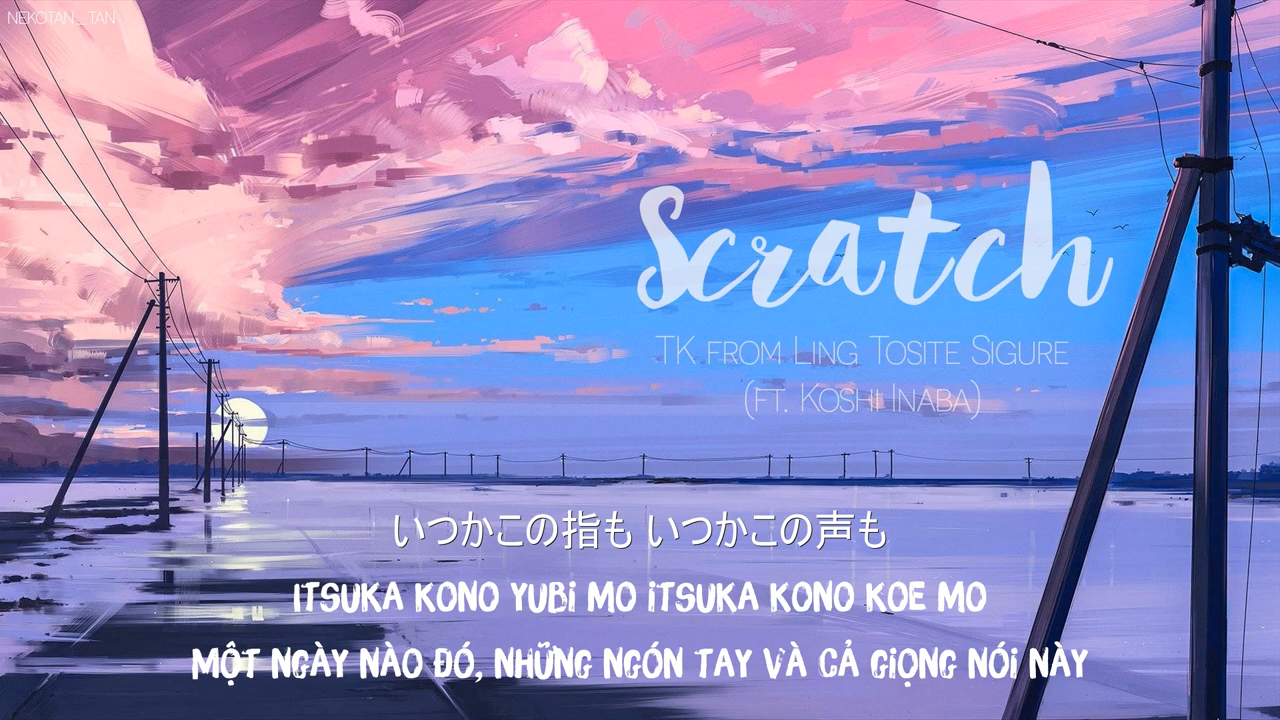 NEKOTAN_TAN
Scratch
TK FROM LING TOSITE SIGURE
(FT. KOSHI INABA)
いつかこの指も いつかこの声も
ITSUKA KONO YUBI MO ITSUKA KONO KOE MO
MỘT NGÀY NÀO ĐÓ, NHỮNG NGÓN TAY VÀ CẢ GIỌNG NÓI NÀY